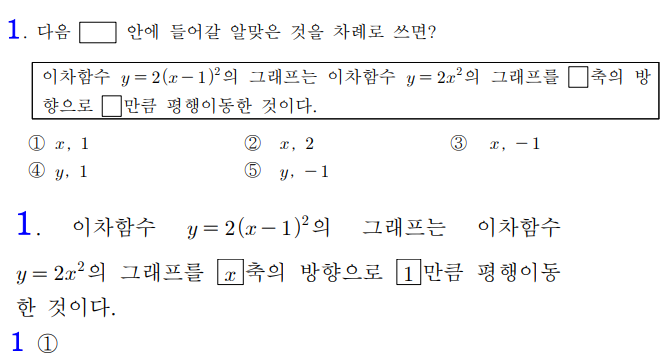 1. 다음 □ 안에 들어갈 알맞은 것을 차례로 쓰면?
이차함수 y=2(x−1)²의 그래프는 이차함수 y=2x²의 그래프를 □축의 방
향으로 □만큼 평행이동한 것이다.
① x, 1 ② x, 2 ③ x, −1
④ y, 1 ⑤ y, −1
1. 이차함수 y=2(x−1)²의 그래프는 이차함수
y=2x²의 그래프를 x축의 방향으로 1만큼 평행이동
한 것이다.
1 ①